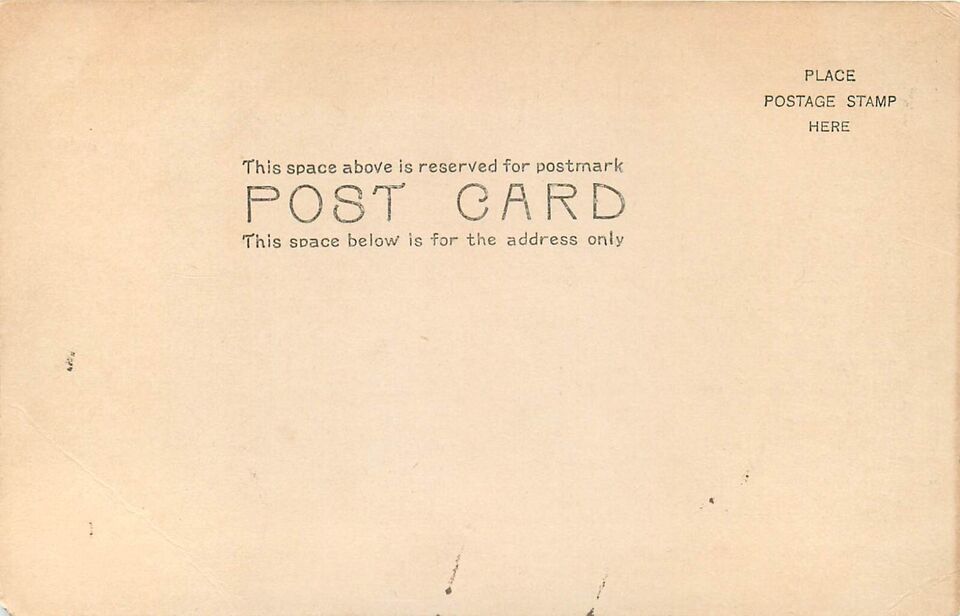 PLACE
POSTAGE STAMP
HERE
This space above is reserved for postmark
POST CARD
This space below is for the address only